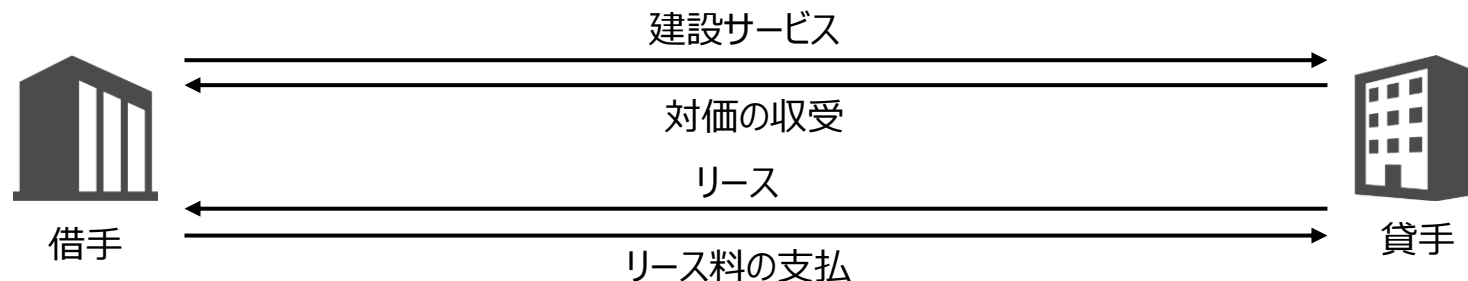 建設サービス
対価の収受
リース
借手
貸手
リース料の支払